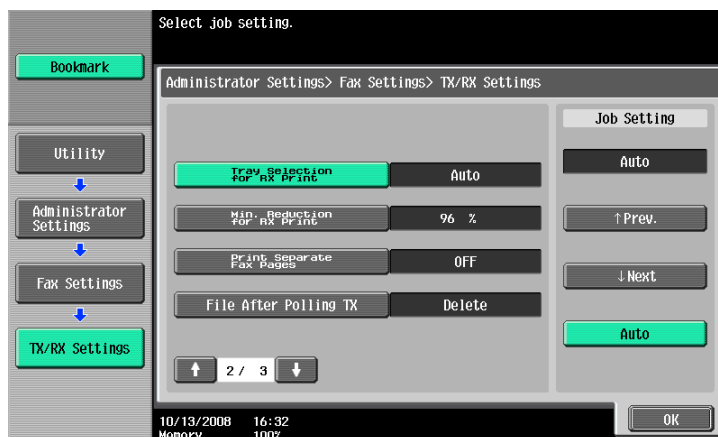 Select job setting.
Bookmark
Administrator Settings> Fax Settings> TX/RX Settings
Utility
Administrator
Settings
Fax Settings
TX/RX Settings
Tray Selection
for RX Print
Auto
Min. Reduction
for RX Print
96 %
Print Separate
Fax Pages
OFF
File After Polling TX
Delete
↑ 2/ 3 ↓
Job Setting
Auto
↑Prev.
↓Next
Auto
10/13/2008 16:32
Memory 100%
OK